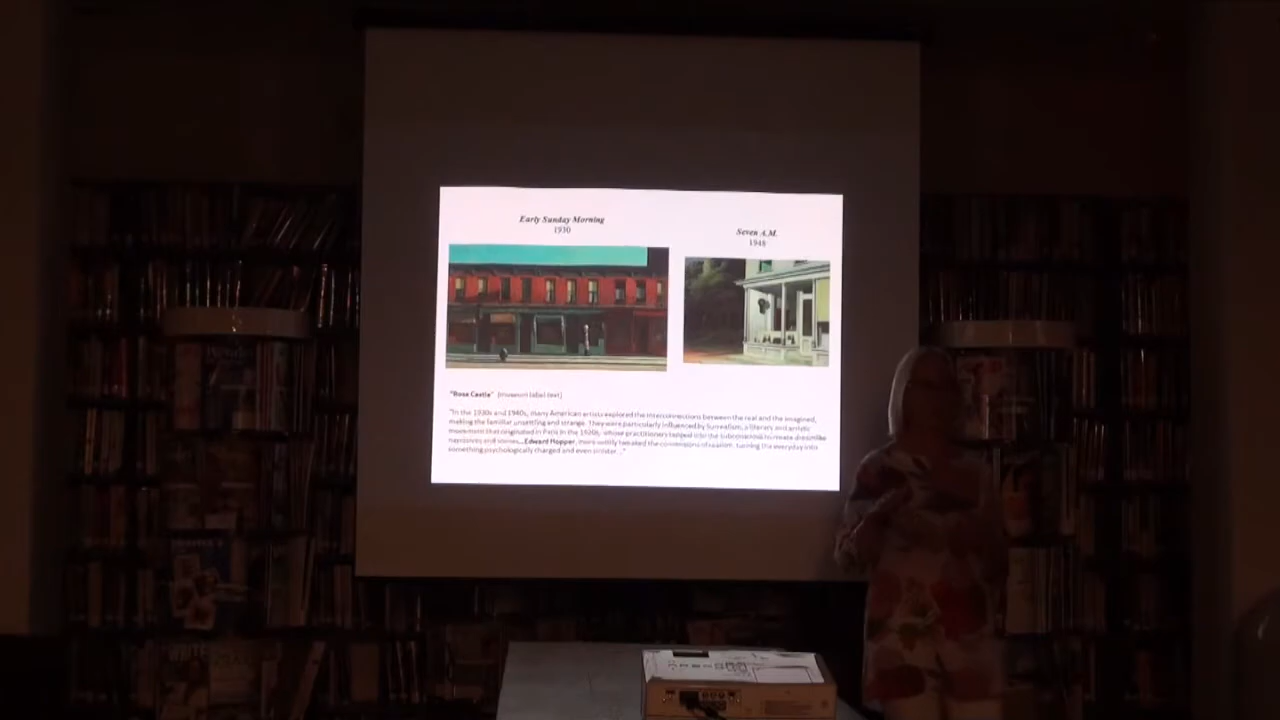 Early Sunday Morning
1930
Seven A.M.
1948
"Rose Castle" [museum label text]
"In the 1930s and 1940s, many American artists explored the interconnections between the real and the imagined,
making the familiar unsettling and strange. They were particularly influenced by Surrealism, a literary and artistic
movement that originated in Paris in the 1920s, whose practitioners tapped into the subconscious to create dreamlike
narratives and scenes... Edward Hopper, more subtly tweaked the conventions of realism, turning the everyday into
something psychologically charged and even sinister..."